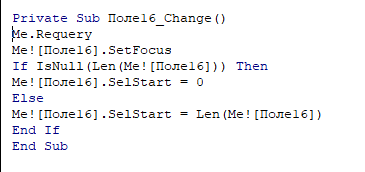 Private Sub Поле16_Change()
Me.Requery
Me![Поле16].SetFocus
If IsNull(Len(Me![Поле16])) Then
Me![Поле16].SelStart = 0
Else
Me![Поле16].SelStart = Len(Me![Поле16])
End If
End Sub